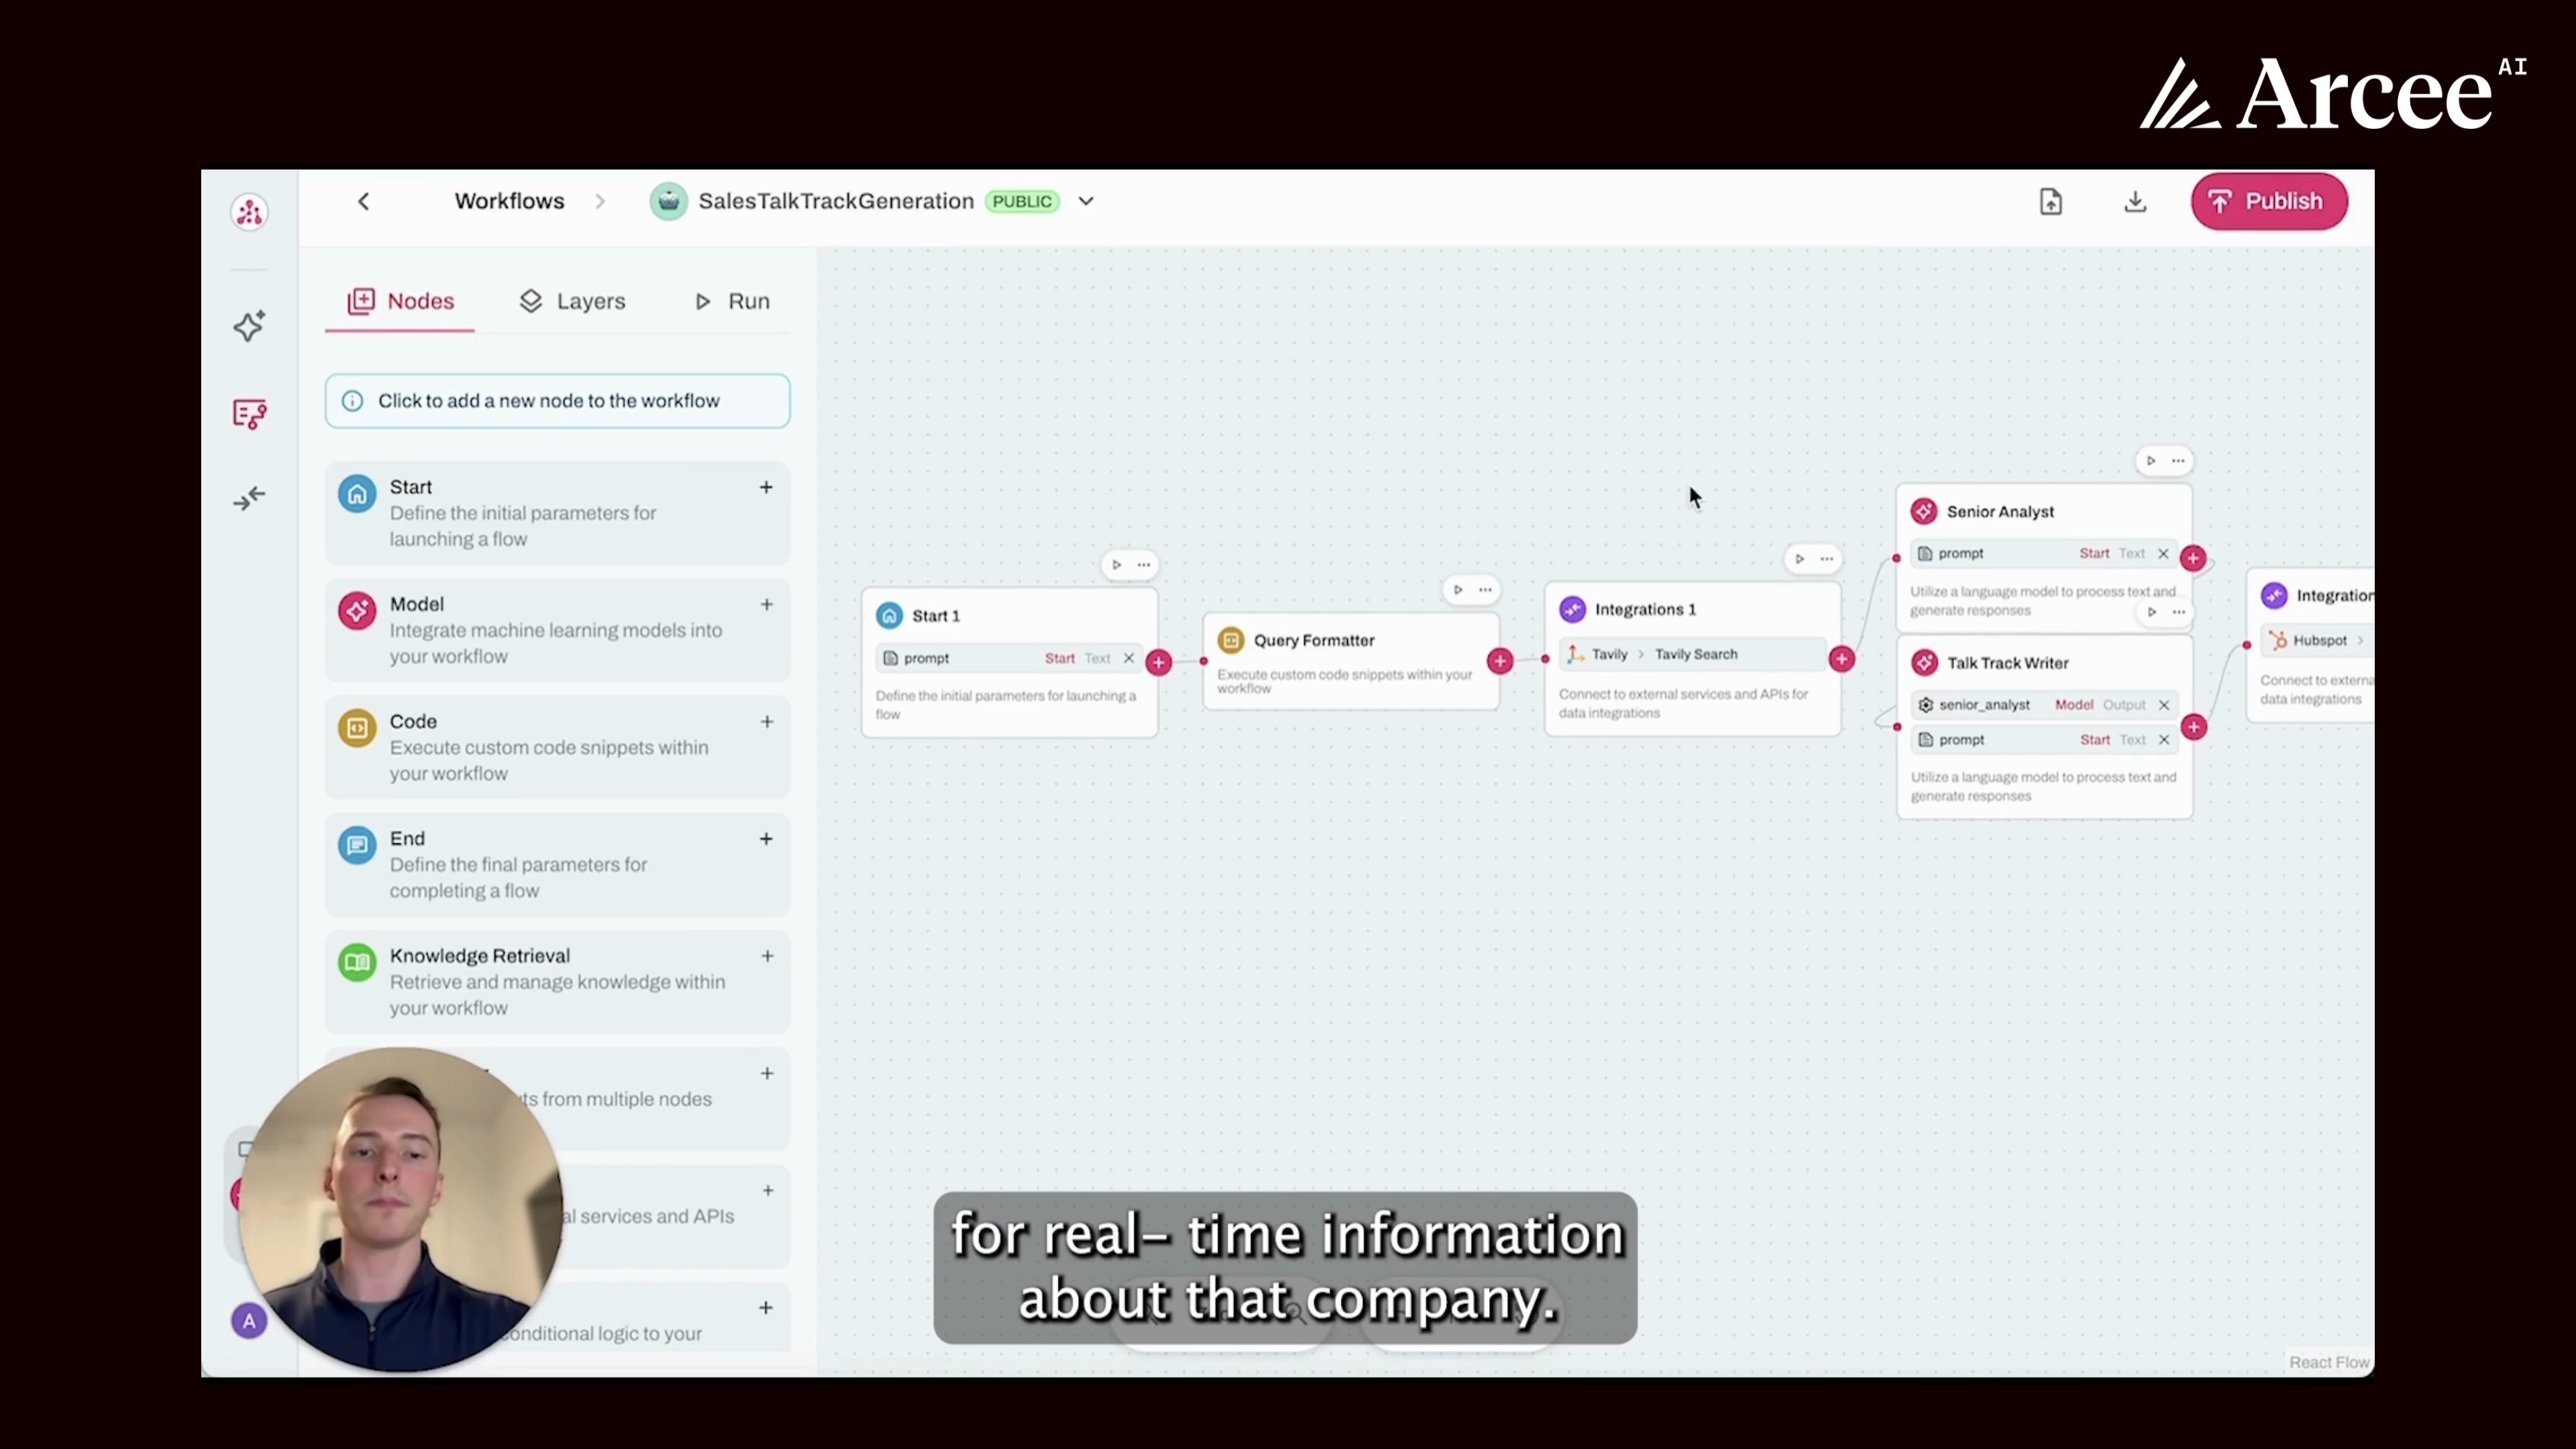 Arcee AI
Workflows
SalesTalkTrackGeneration
PUBLIC
Publish
Nodes
Layers
Run
Click to add a new node to the workflow
Start
Define the initial parameters for
launching a flow
Model
Integrate machine learning models into
your workflow
Code
Execute custom code snippets within
your workflow
End
Define the final parameters for
completing a flow
Knowledge Retrieval
Retrieve and manage knowledge within
your workflow
from multiple nodes
services and APIs
conditional logic to your
A
Start 1
prompt Start Text
Define the initial parameters for launching a
flow
Query Formatter
Execute custom code snippets within your
workflow
Integrations 1
Tavily > Tavily Search
Connect to external services and APIs for
data integrations
Senior Analyst
prompt Start Text
Utilize a language model to process text and
generate responses
Talk Track Writer
senior_analyst Model Output
prompt Start Text
Utilize a language model to process text and
generate responses
Integration
Hubspot >
Connect to externa
data integrations
for real– time information
about that company.
React Flow